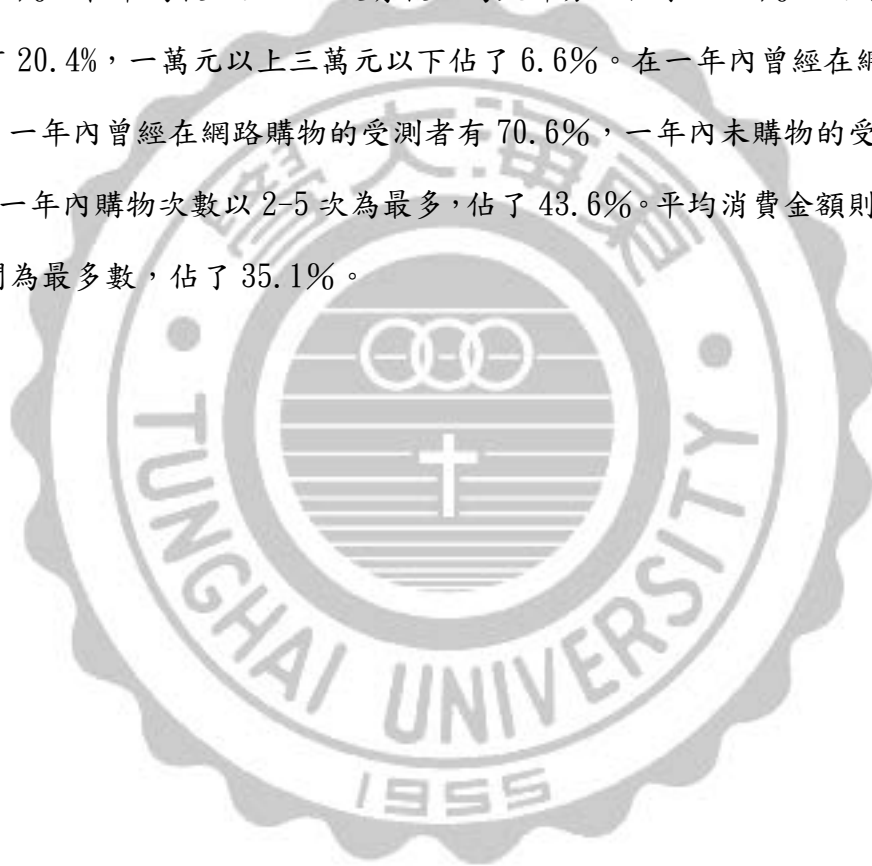 20.4%，一萬元以上三萬元以下佔了 6.6%。在一年內曾經在網
一年內曾經在網路購物的受測者有 70.6%，一年內未購物的受
一年內購物次數以 2-5 次為最多，佔了 43.6%。平均消費金額則
為最多數，佔了 35.1%。
大 海 東
TUNGHAI UNIVERSITY
1955